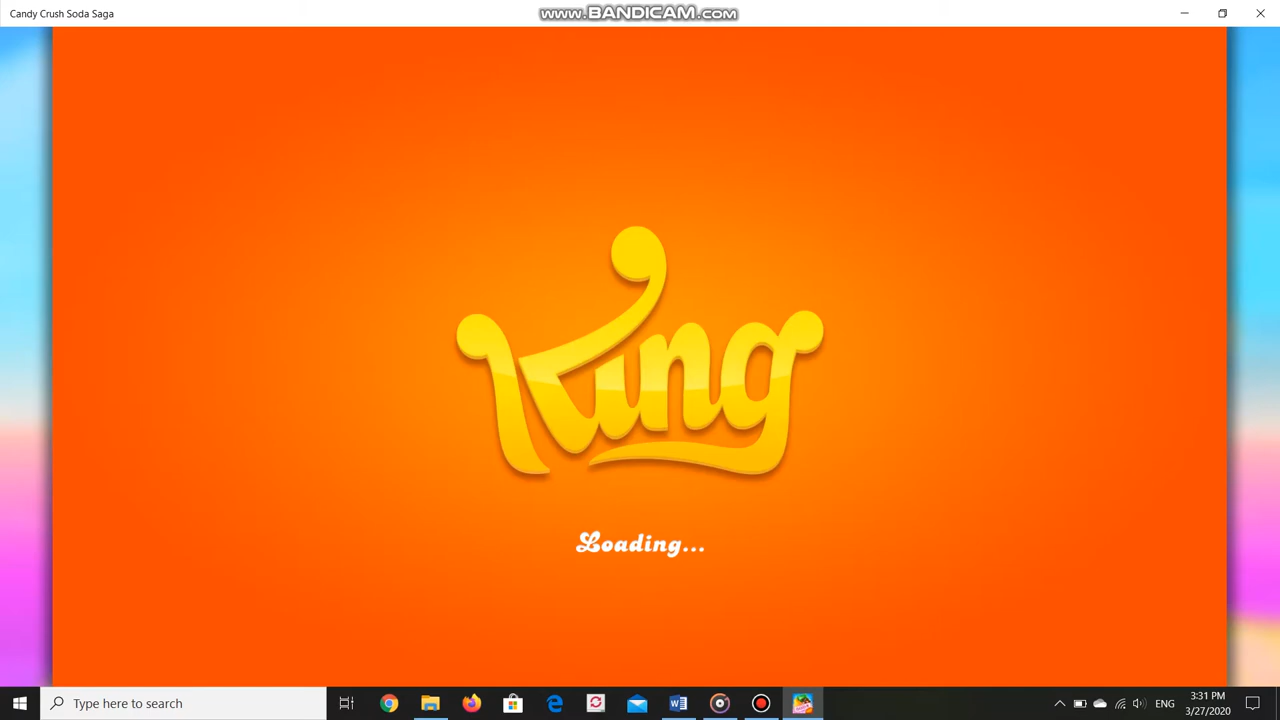 Candy Crush Soda Saga
www.BANDICAM.com
King
Loading...
Type here to search
ENG
3:31 PM
3/27/2020